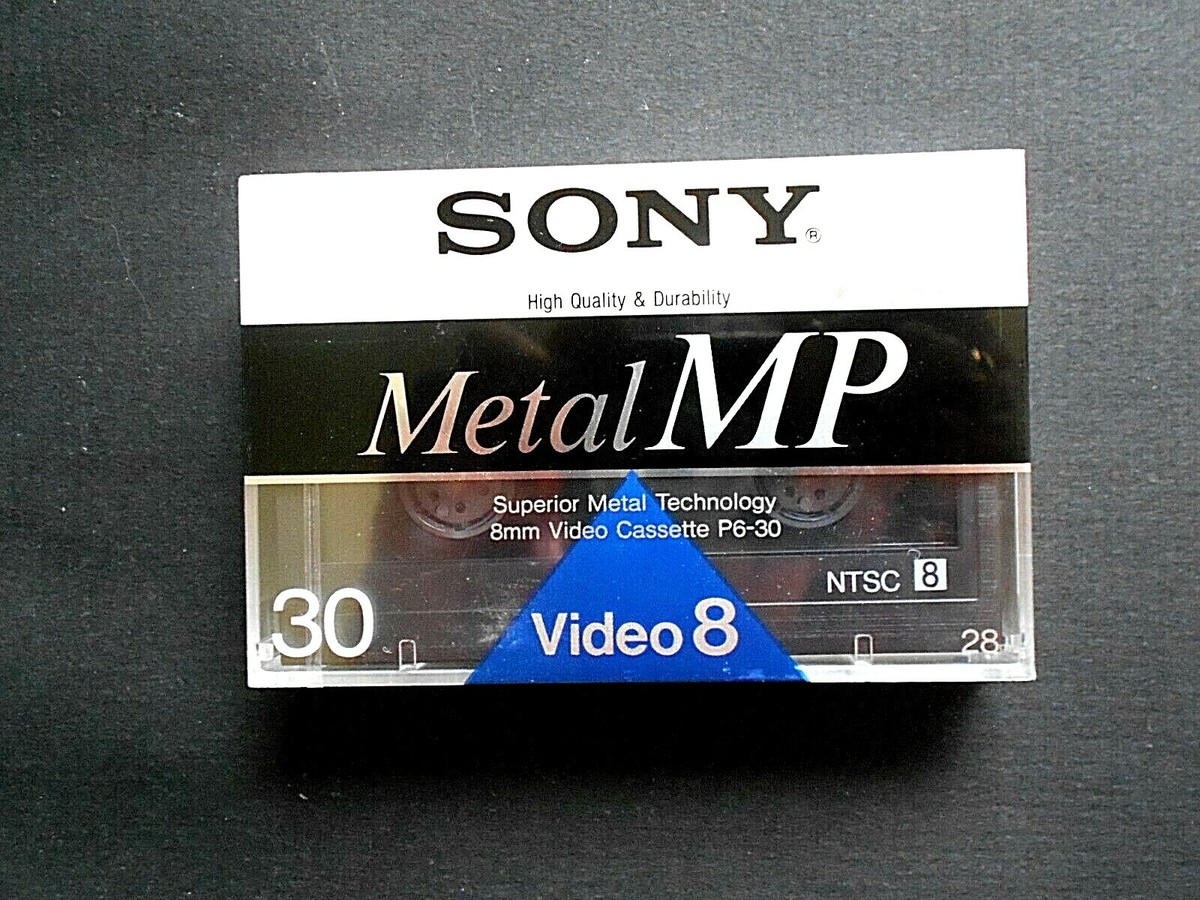 SONY®
High Quality & Durability
Metal MP
Superior Metal Technology
8mm Video Cassette P6-30
NTSC 8
30
Video 8
28